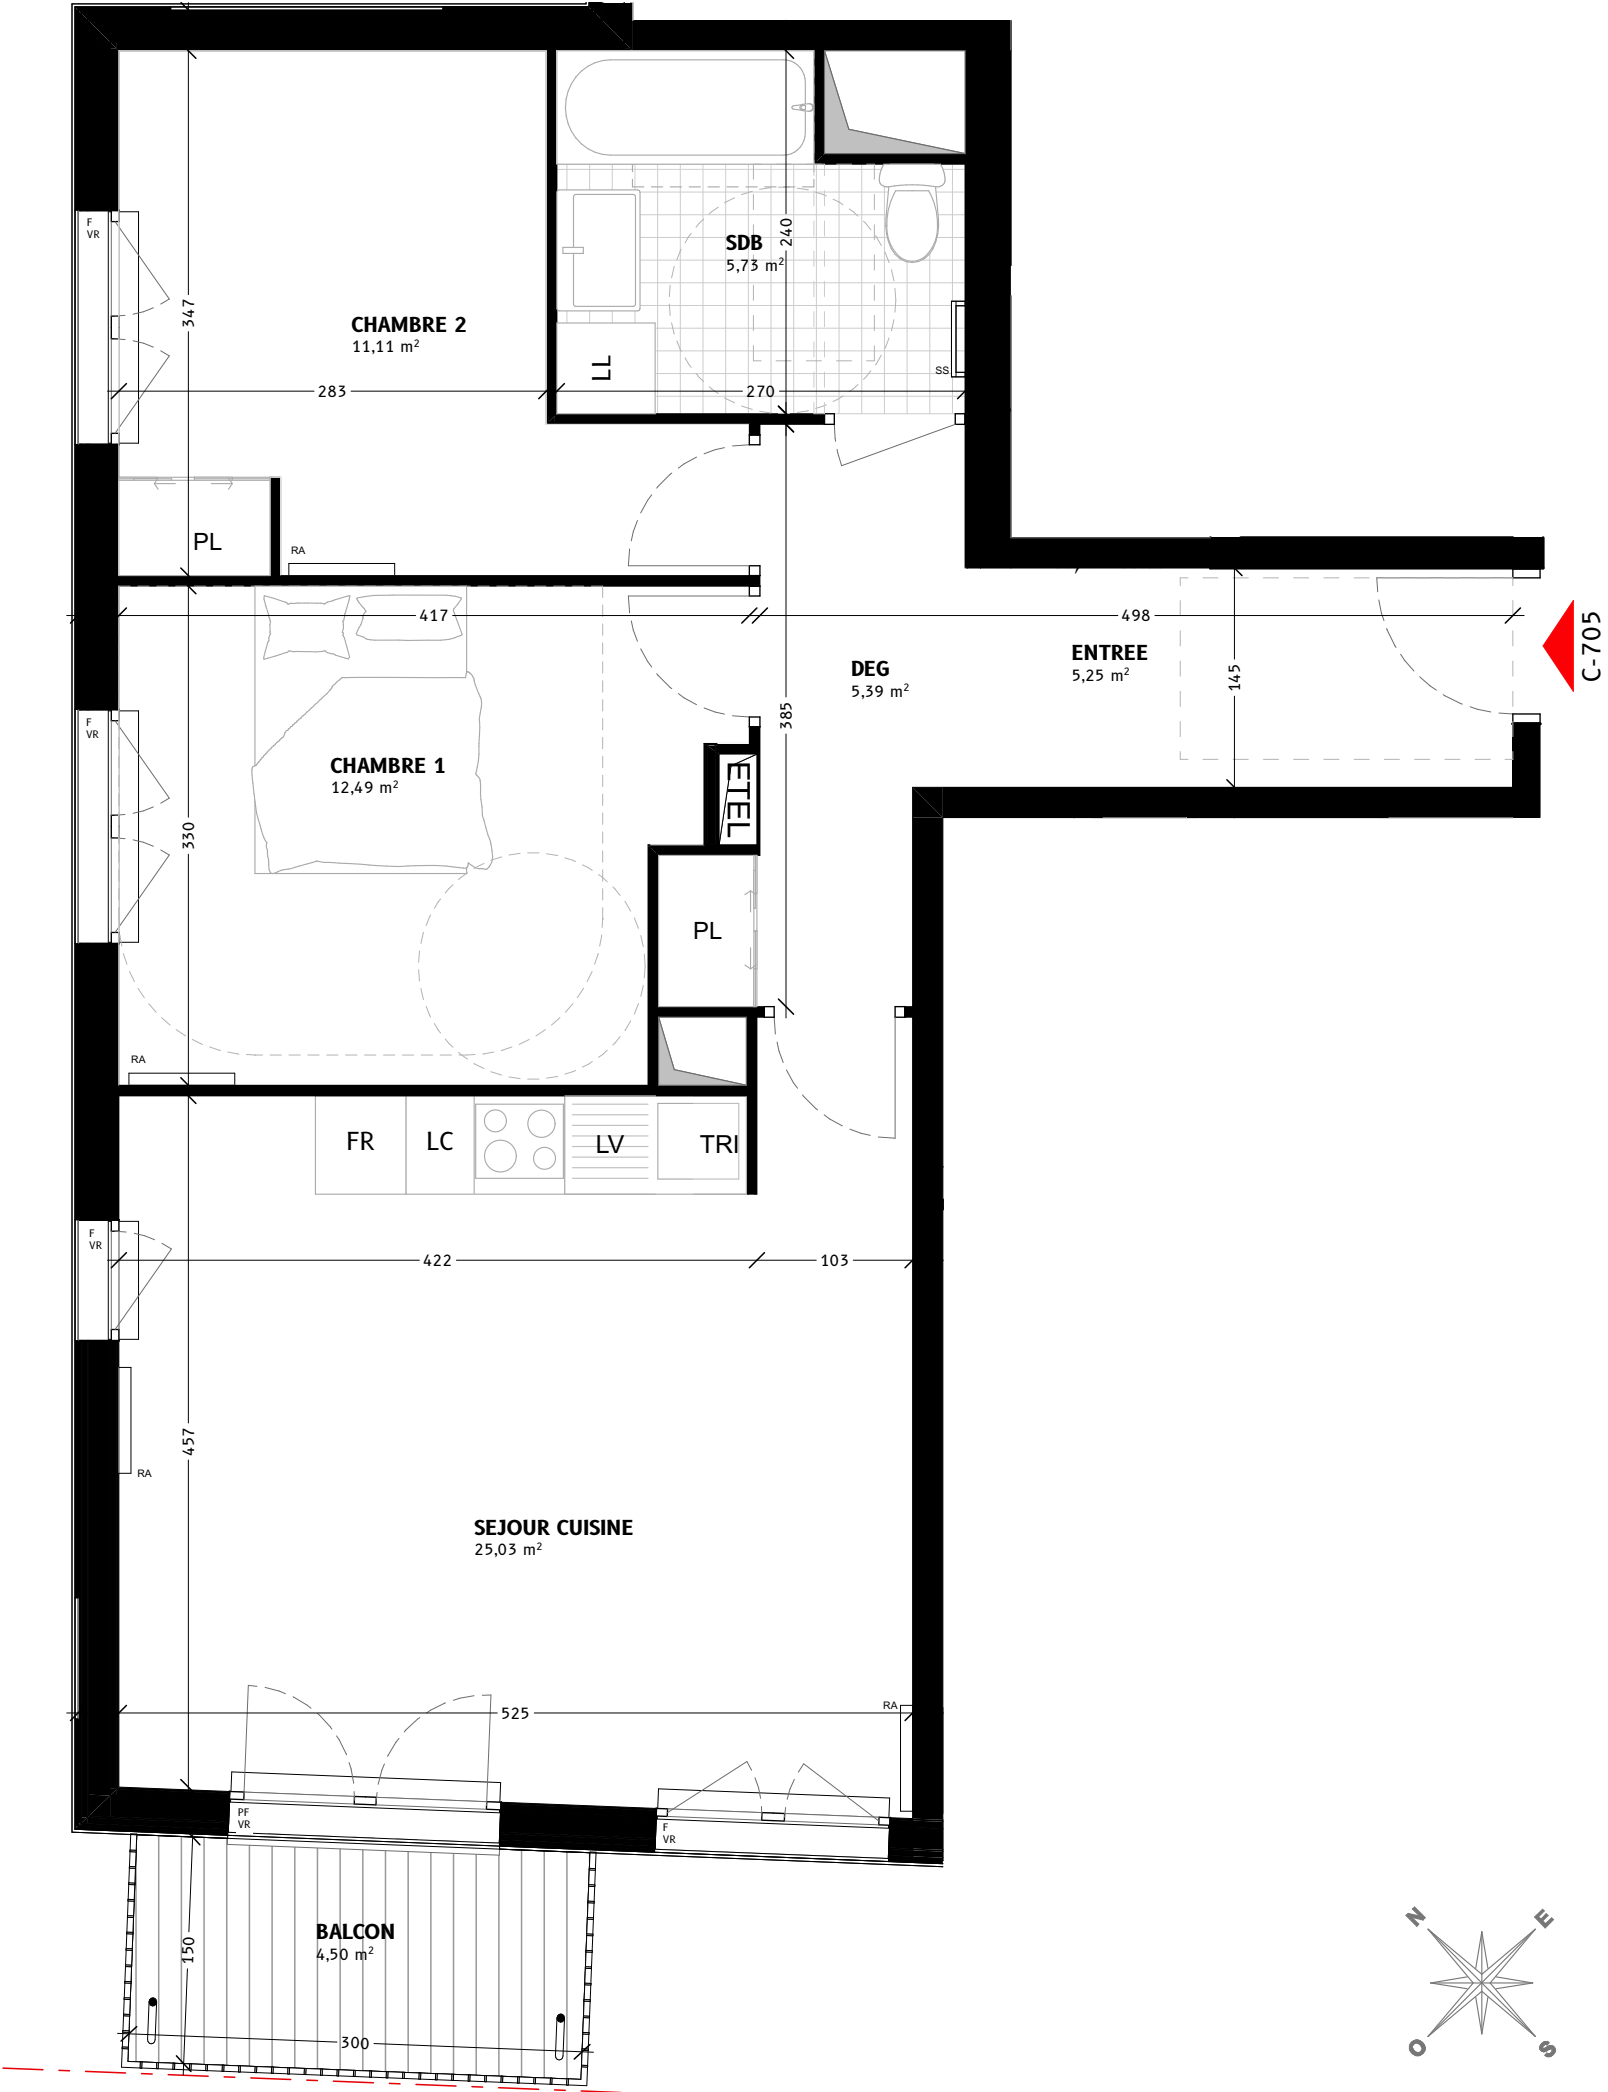 F
VR
SDB
5,73 m²
240
347
CHAMBRE 2
11,11 m²
LL
SS
283
270
PL
RA
417
498
C-705
ENTREE
5,25 m²
145
DEG
5,39 m²
385
F
VR
CHAMBRE 1
12,49 m²
ETEL
330
PL
RA
FR
LC
LV
TRI
F
VR
422
103
457
RA
SEJOUR CUISINE
25,03 m²
RA
525
PF
VR
F
VR
BALCON
4,50 m²
150
300
N
E
O
S